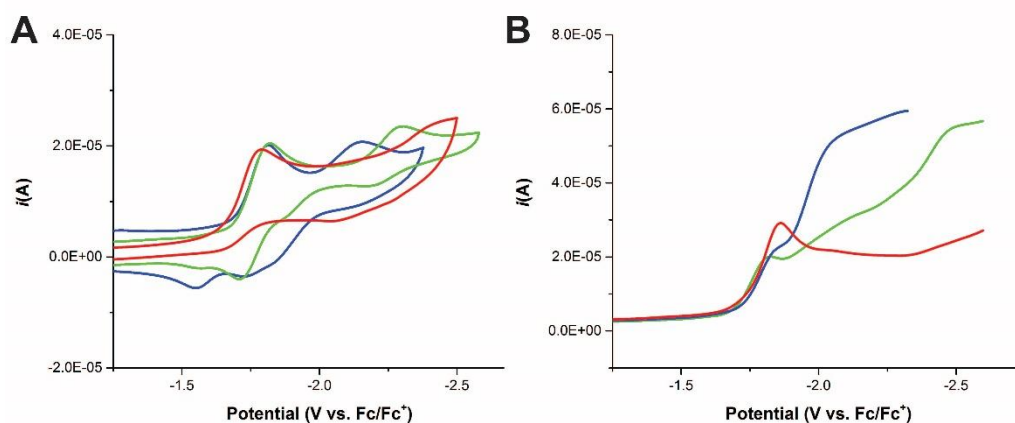 A
4.0E-05
2.0E-05
0.0E+00
-2.0E-05
i(A)
-1.5
-2.0
-2.5
Potential (V vs. Fc/Fc⁺)
B
8.0E-05
6.0E-05
4.0E-05
2.0E-05
0.0E+00
i(A)
-1.5
-2.0
-2.5
Potential (V vs. Fc/Fc⁺)